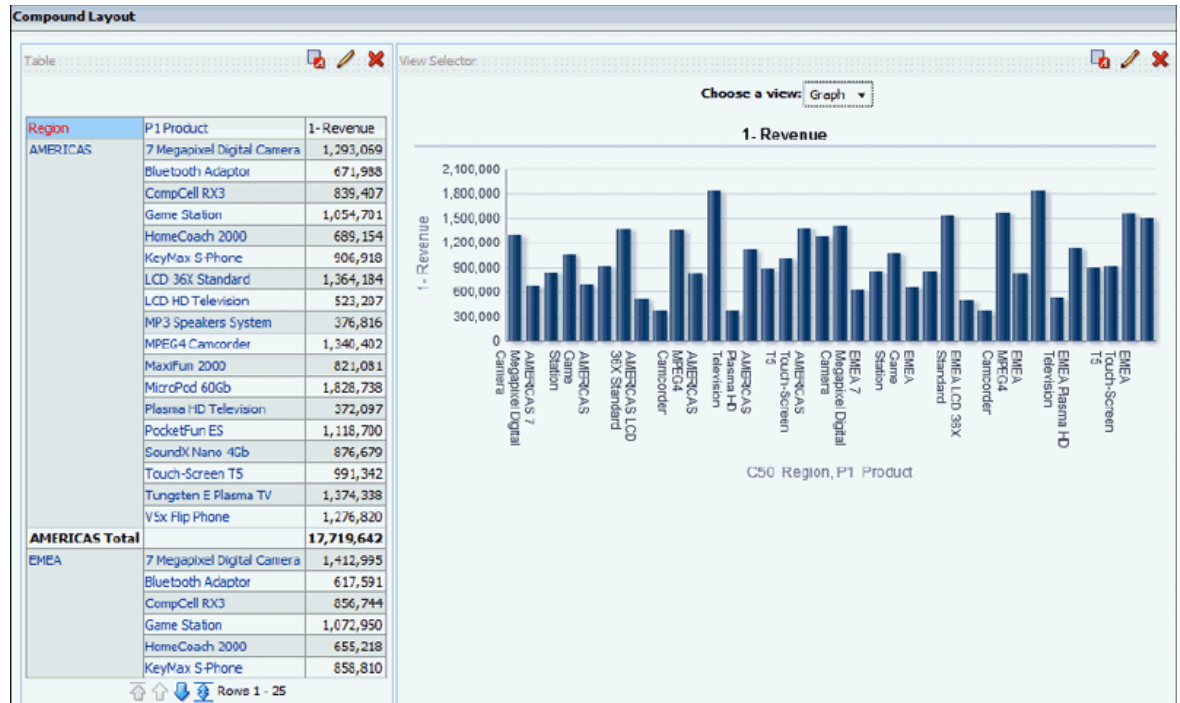 Compound Layout
Table
View Selector
Choose a view: Graph
Region P1 Product 1- Revenue
AMERICAS 7 Megapixel Digital Camera 1,293,069
Bluetooth Adaptor 671,988
CompCell RX3 839,407
Game Station 1,054,701
HomeCoach 2000 689,154
KeyMax S-Phone 906,918
LCD 36X Standard 1,364,184
LCD HD Television 523,207
MP3 Speakers System 376,816
MPEG4 Camcorder 1,340,402
MaxiFun 2000 821,081
MicroPod 60Gb 1,828,738
Plasma HD Television 372,097
PocketFun ES 1,118,700
SoundX Nano 4Gb 876,679
Touch-Screen T5 991,342
Tungsten E Plasma TV 1,374,338
V5x Flip Phone 1,276,820
AMERICAS Total 17,719,642
EMEA 7 Megapixel Digital Camera 1,412,995
Bluetooth Adaptor 617,591
CompCell RX3 856,744
Game Station 1,072,950
HomeCoach 2000 655,218
KeyMax S-Phone 858,810
Rows 1 - 25
1- Revenue
1- Revenue
2,100,000
1,800,000
1,500,000
1,200,000
900,000
600,000
300,000
0
AMERICAS 7
Megapixel Digital
Camera
AMERICAS
Game
Station
AMERICAS LCD
36X Standard
AMERICAS
MPEG4
Camcorder
AMERICAS
Plasma HD
Television
AMERICAS
Touch-Screen
T5
EMEA 7
Megapixel Digital
Camera
EMEA
Game
Station
EMEA LCD 36X
Standard
EMEA
MPEG4
Camcorder
EMEA Plasma HD
Television
EMEA
Touch-Screen
T5
C50 Region, P1 Product